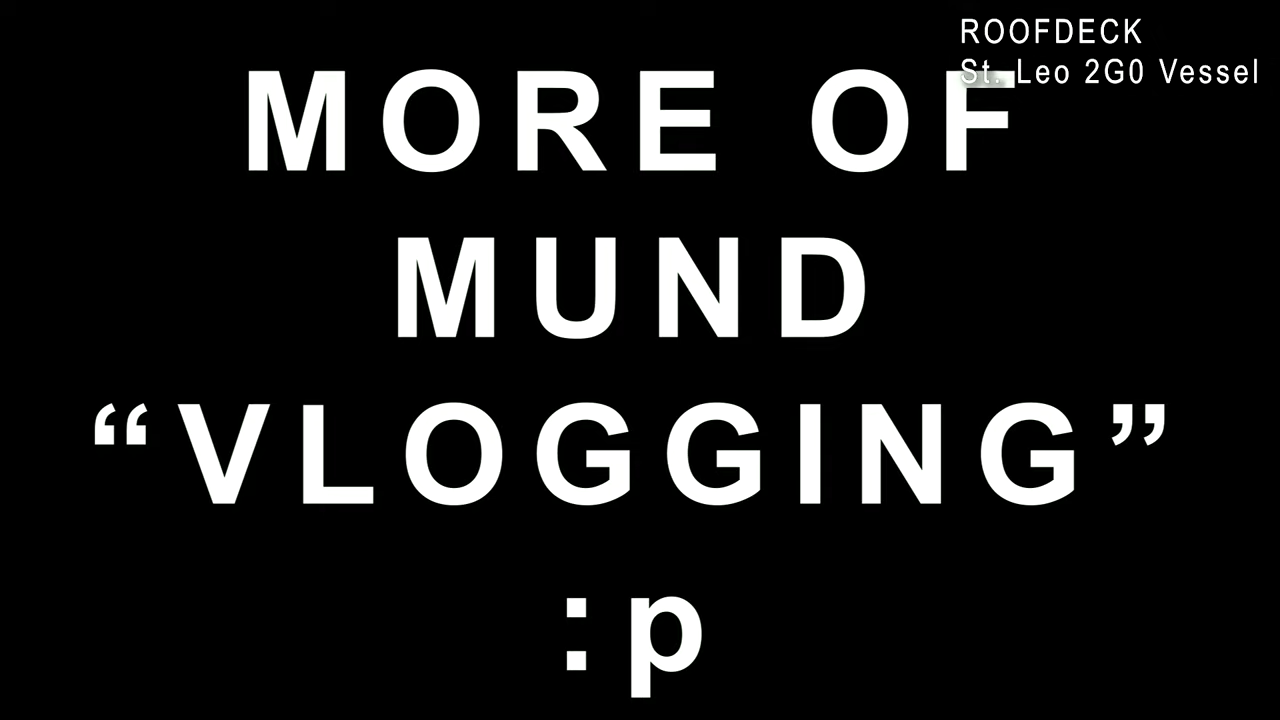 ROOFDECK
St. Leo 2G0 Vessel
MORE OF
MUND
“VLOGGING”
:p